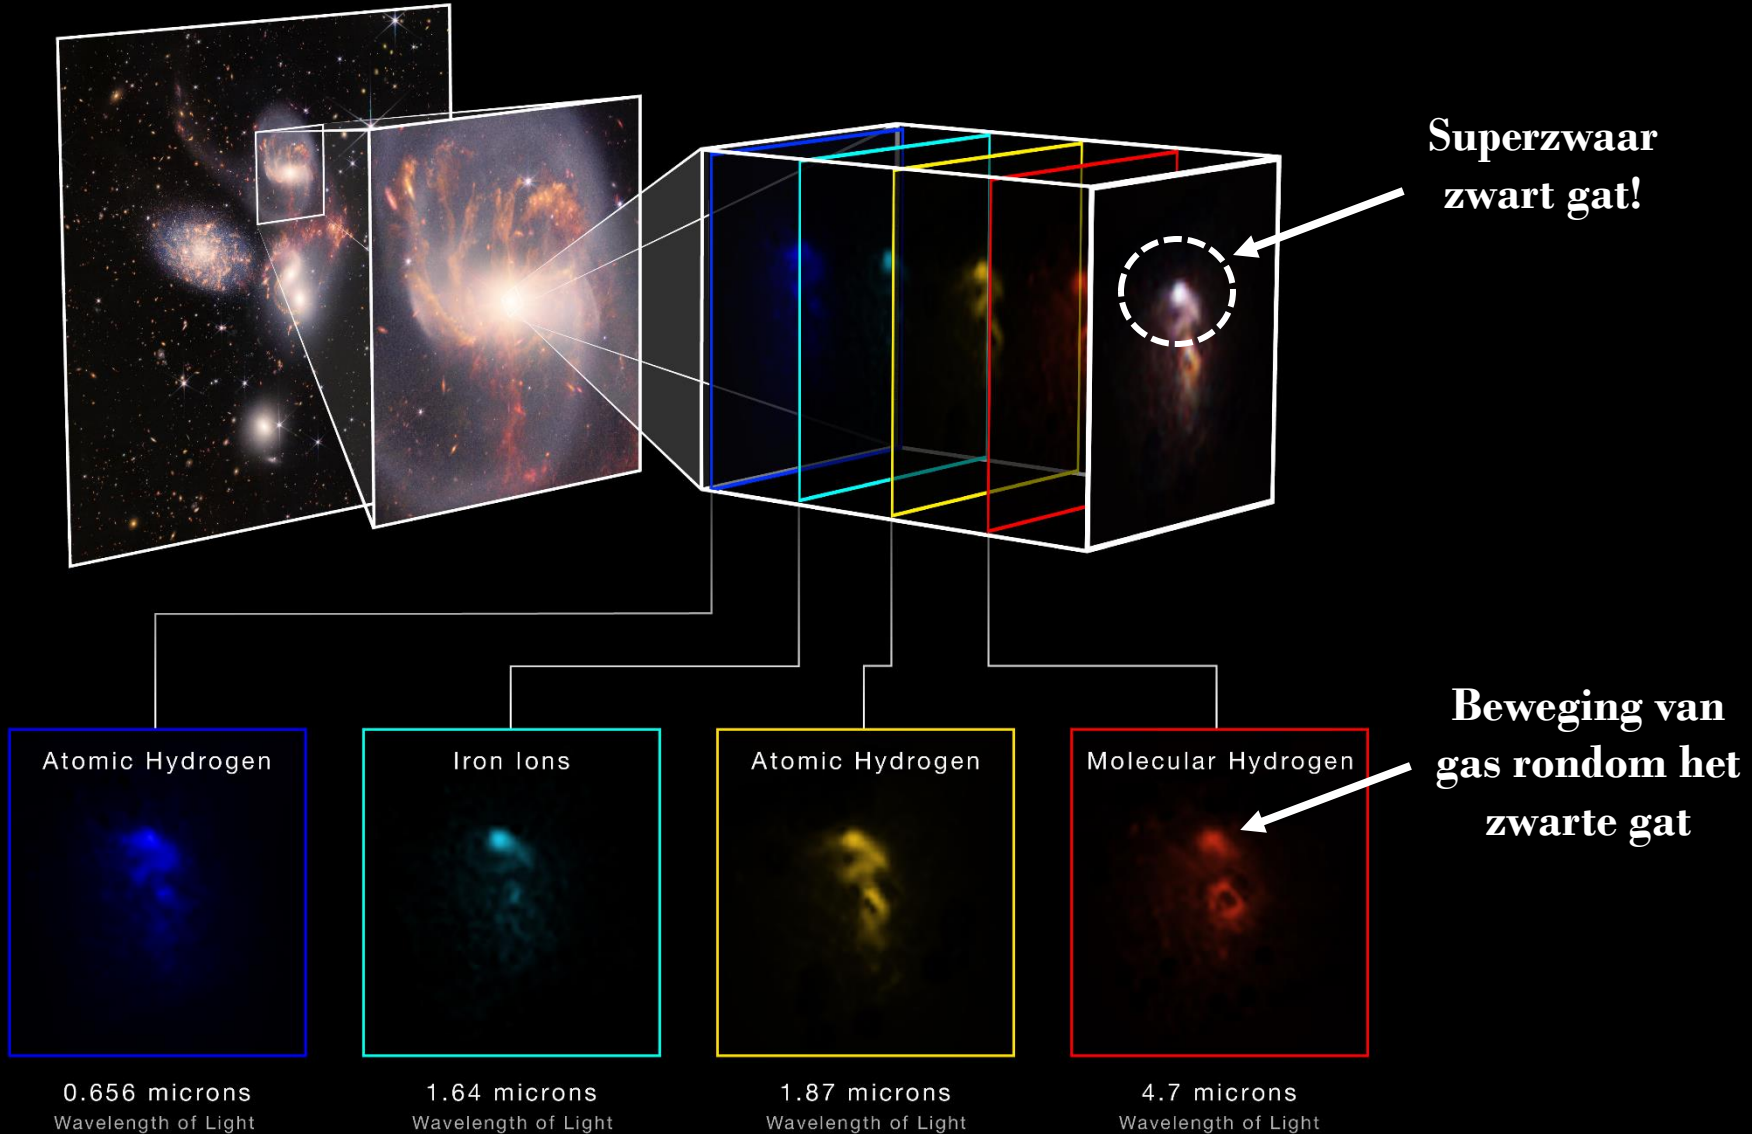 Superzwaar
zwart gat!
Beweging van
gas rondom het
zwarte gat
Atomic Hydrogen
Iron Ions
Atomic Hydrogen
Molecular Hydrogen
0.656 microns
Wavelength of Light
1.64 microns
Wavelength of Light
1.87 microns
Wavelength of Light
4.7 microns
Wavelength of Light